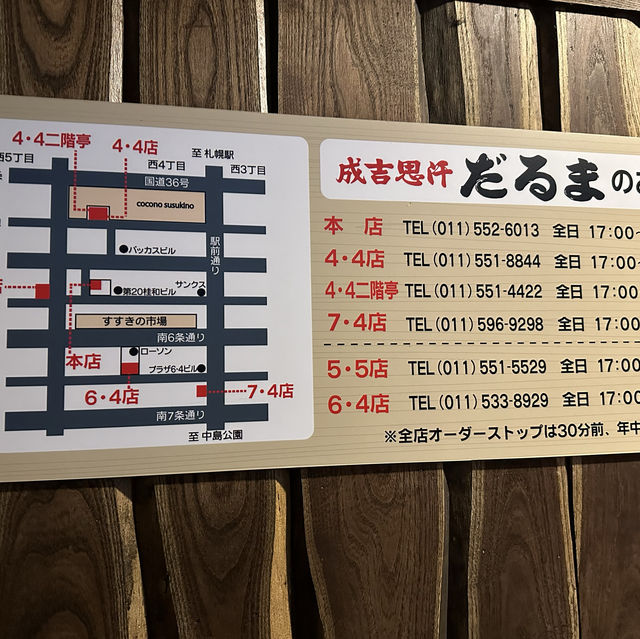 4・4二階亭 4・4店
至 札幌駅
西5丁目 西4丁目 西3丁目
国道36号
cocono susukino
駅前通り
バッカスビル
店
第20桂和ビル サンクス
すすきの市場
南6条通り
ローソン
本店
プラザ6・4ビル
6・4店 7・4店
南7条通り
至 中島公園
成吉思汗 だるま の
本 店 TEL(011)552-6013 全日 17:00~
4・4店 TEL(011)551-8844 全日 17:00
4・4二階亭 TEL(011)551-4422 全日 17:00
7・4店 TEL(011)596-9298 全日 17:00
5・5店 TEL(011)551-5529 全日 17:00
6・4店 TEL(011)533-8929 全日 17:00
※全店オーダーストップは30分前、年中